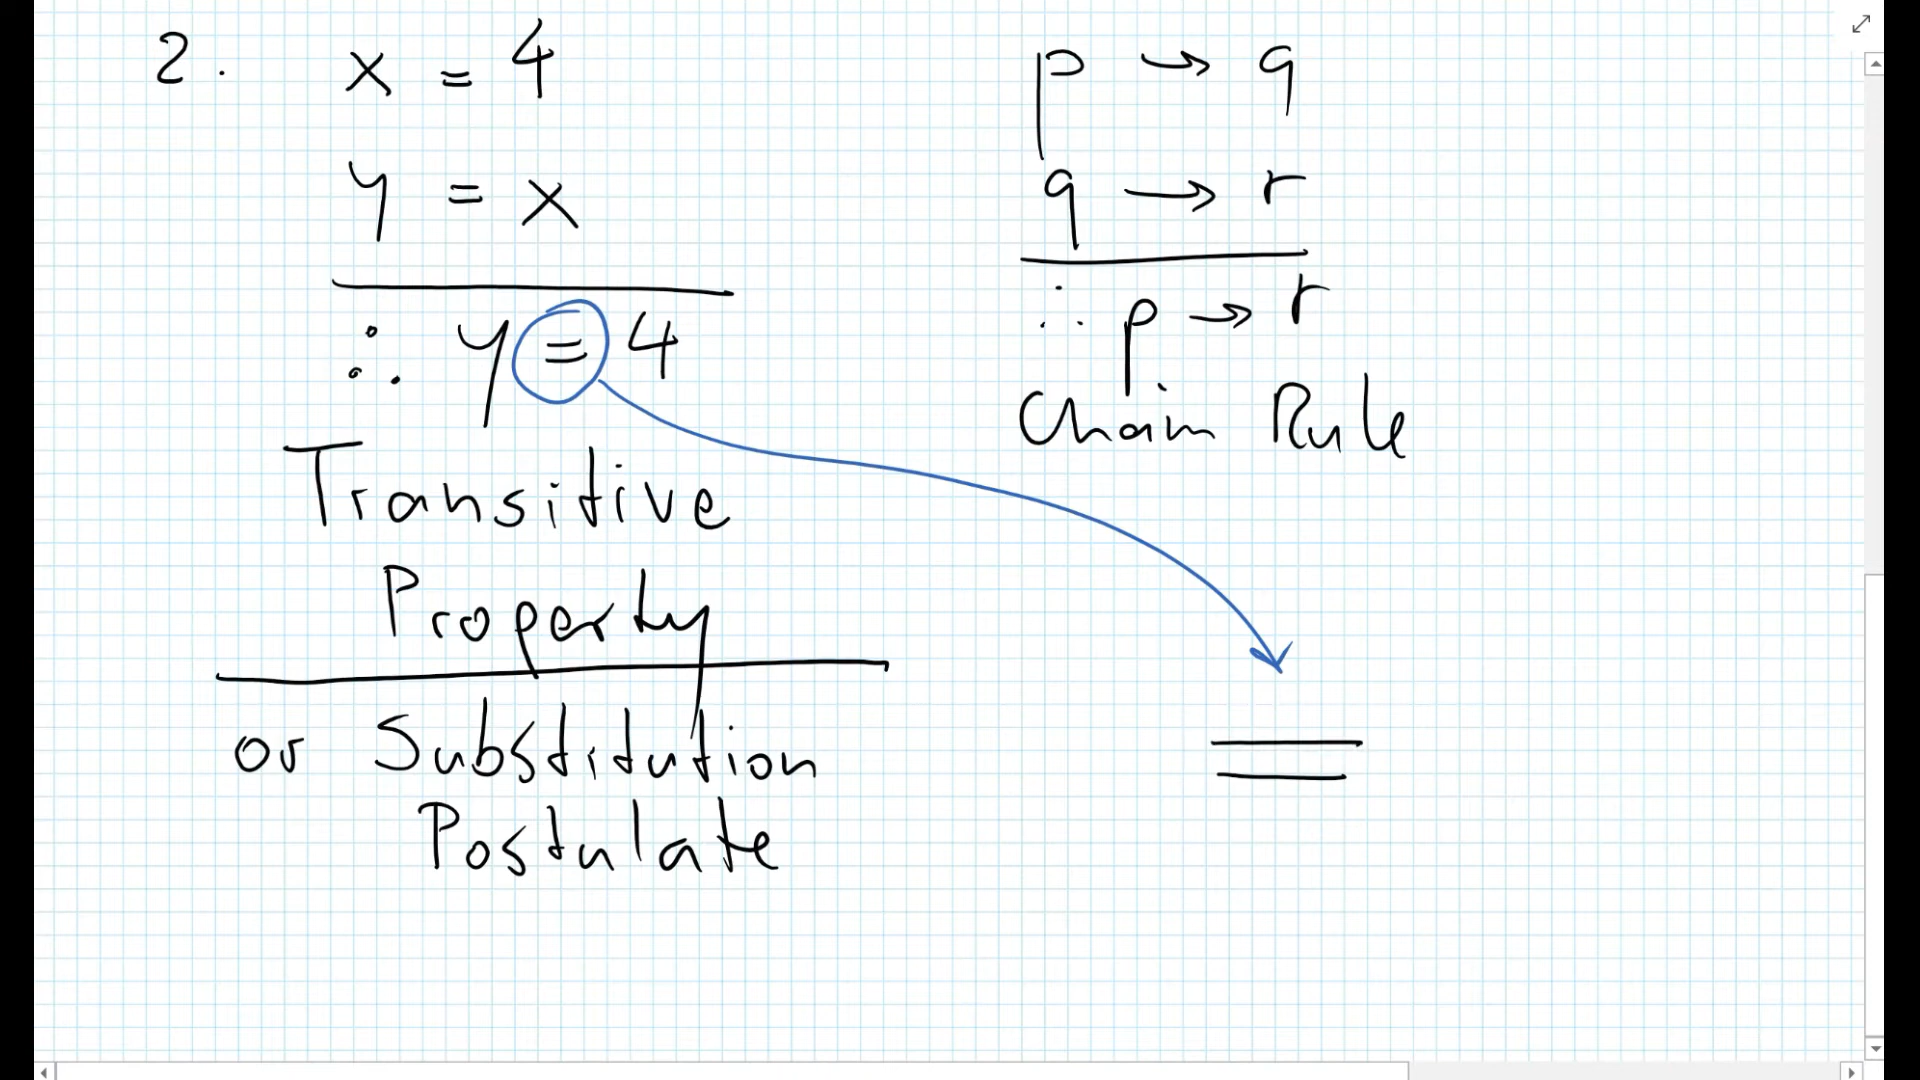 2. x = 4
y = x
∴ y = 4
Transitive
Property
or Substitution
Postulate
p → q
q → r
∴ p → r
Chain Rule
=